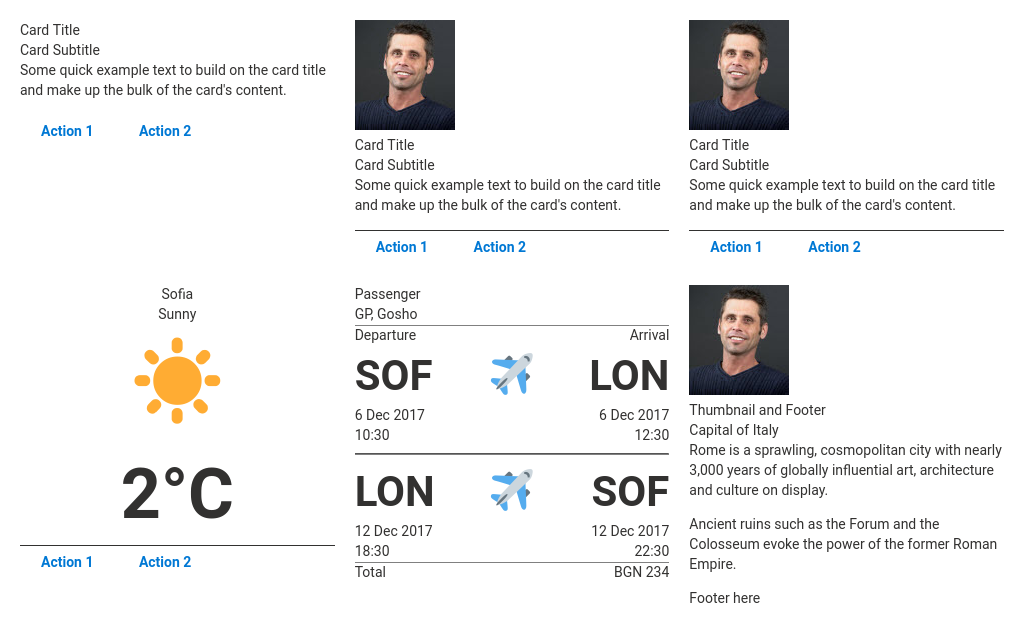 Card Title
Card Subtitle
Some quick example text to build on the card title
and make up the bulk of the card's content.
Action 1 Action 2
Card Title
Card Subtitle
Some quick example text to build on the card title
and make up the bulk of the card's content.
Action 1 Action 2
Card Title
Card Subtitle
Some quick example text to build on the card title
and make up the bulk of the card's content.
Action 1 Action 2
Sofia
Sunny
2°C
Action 1 Action 2
Passenger
GP, Gosho
Departure Arrival
SOF LON
6 Dec 2017 6 Dec 2017
10:30 12:30
LON SOF
12 Dec 2017 12 Dec 2017
18:30 22:30
Total BGN 234
Thumbnail and Footer
Capital of Italy
Rome is a sprawling, cosmopolitan city with nearly
3,000 years of globally influential art, architecture
and culture on display.
Ancient ruins such as the Forum and the
Colosseum evoke the power of the former Roman
Empire.
Footer here